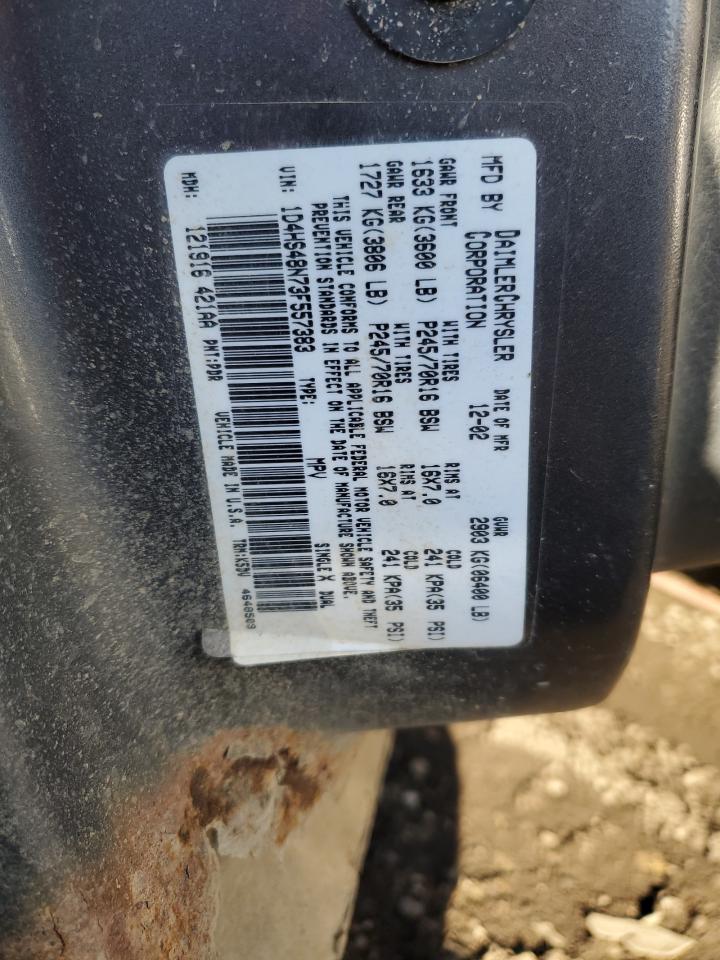 MFD BY DAIMLERCHRYSLER CORPORATION DATE OF MFR 12-02 GVWR 2903 KG(06400 LB)
GAWR FRONT WITH TIRES RIMS AT COLD
1633 KG(3600 LB) P245/70R16 BSW 16X7.0 241 KPA(35 PSI)
GAWR REAR WITH TIRES RIMS AT COLD
1727 KG(3806 LB) P245/70R16 BSW 16X7.0 241 KPA(35 PSI)
THIS VEHICLE CONFORMS TO ALL APPLICABLE FEDERAL MOTOR VEHICLE SAFETY AND THEFT
PREVENTION STANDARDS IN EFFECT ON THE DATE OF MANUFACTURE SHOWN ABOVE.
VIN: 1D4HS48N73F557383 TYPE: MPV SINGLE X DUAL
MDH: 121916 421AA PNT:PDR VEHICLE MADE IN U.S.A TRM:K5DV 4648509